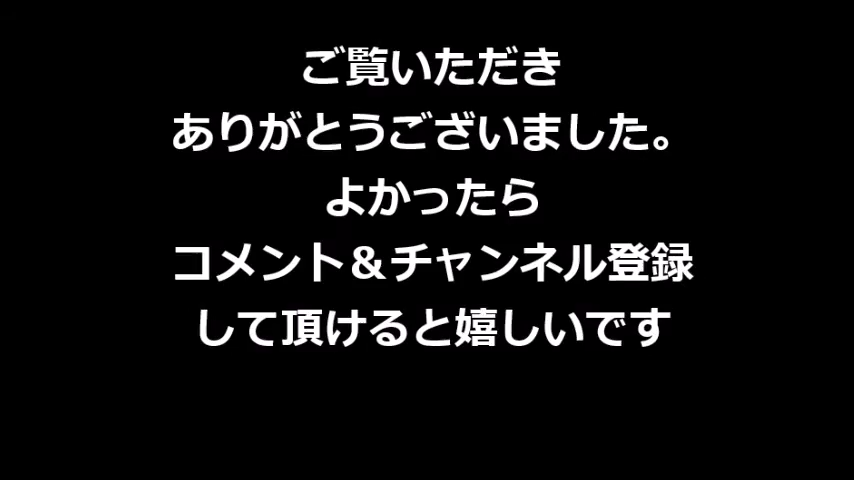 ご覧いただき
ありがとうございました。
よかったら
コメント＆チャンネル登録
して頂けると嬉しいです